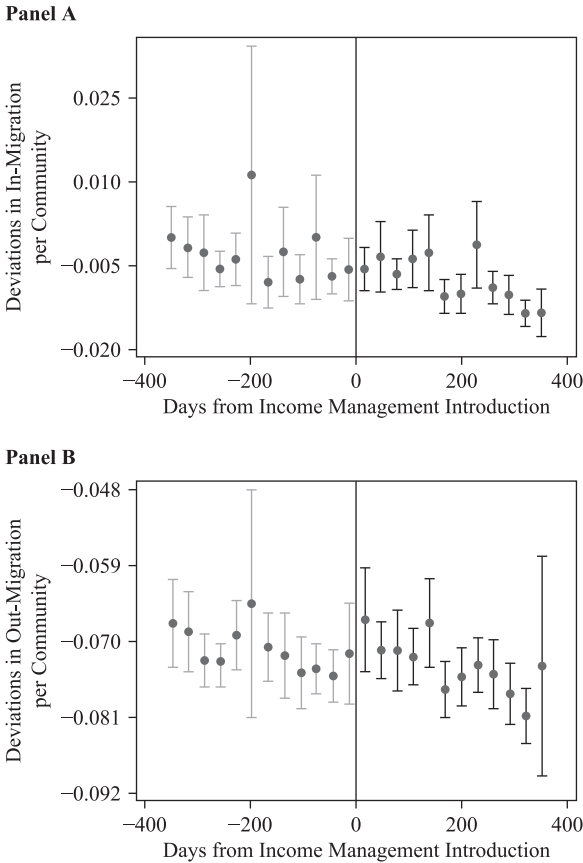 Panel A
Deviations in In-Migration
per Community
0.025
0.010
−0.005
−0.020
−400
−200
0
200
400
Days from Income Management Introduction
Panel B
Deviations in Out-Migration
per Community
−0.048
−0.059
−0.070
−0.081
−0.092
−400
−200
0
200
400
Days from Income Management Introduction